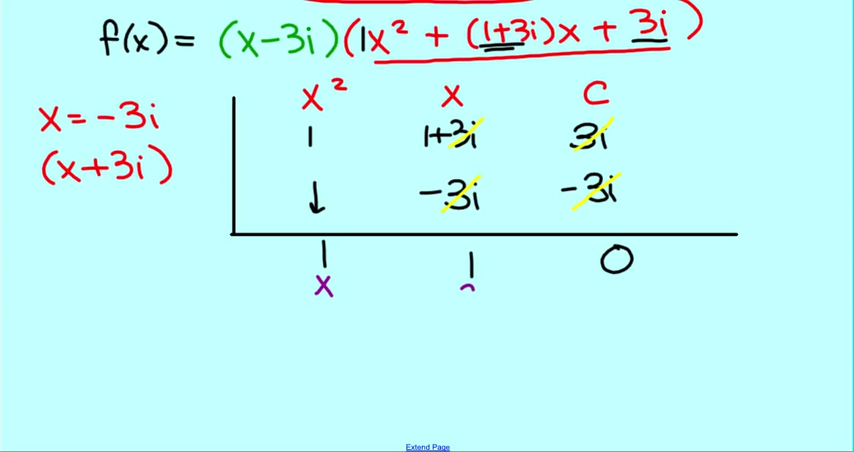 f(x) = (x-3i)(1x² + (1+3i)x + 3i)
x² x C
x = -3i
1 1+3i 3i
(x+3i)
↓ -3i -3i
1 1 0
x
Extend Page